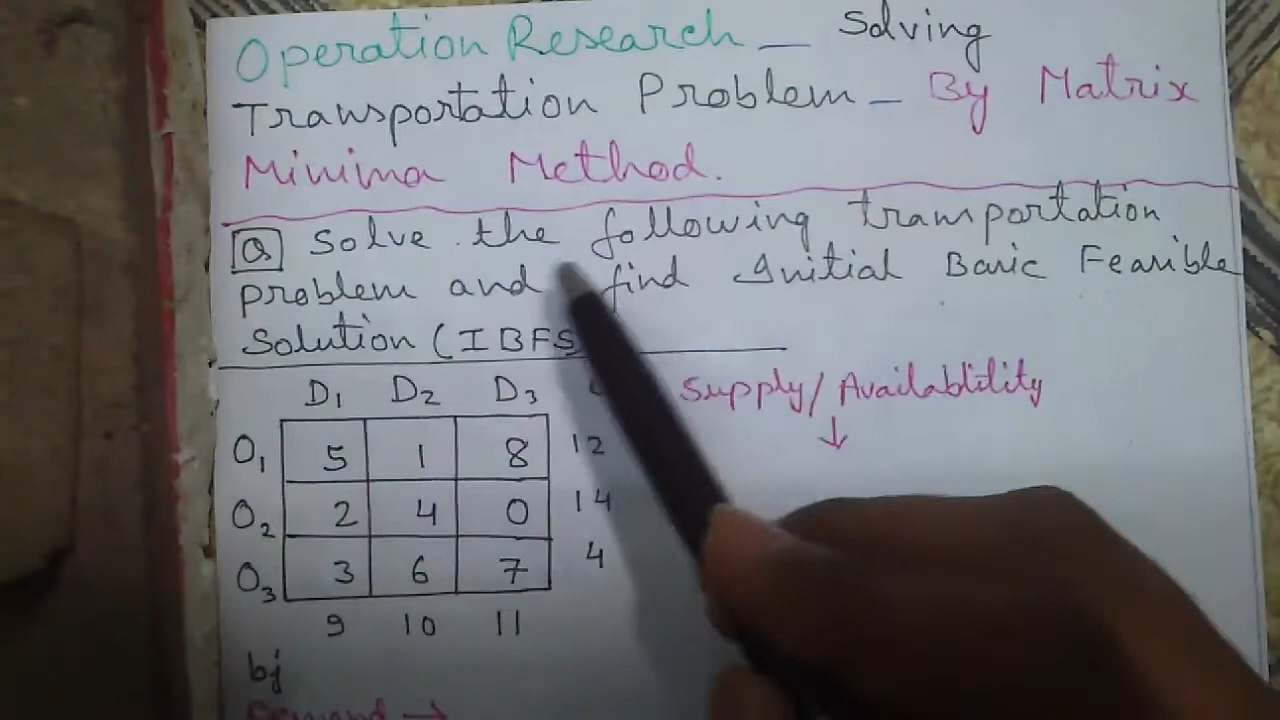 Operation Research _ Solving
Transportation Problem _ By Matrix
Minima Method.
Q Solve the following transportation
problem and find Initial Basic Feasible
Solution (IBFS
D1 D2 D3 Supply/Availablility
↓
O1 5 1 8 12
O2 2 4 0 14
O3 3 6 7 4
9 10 11
bj
Demand →